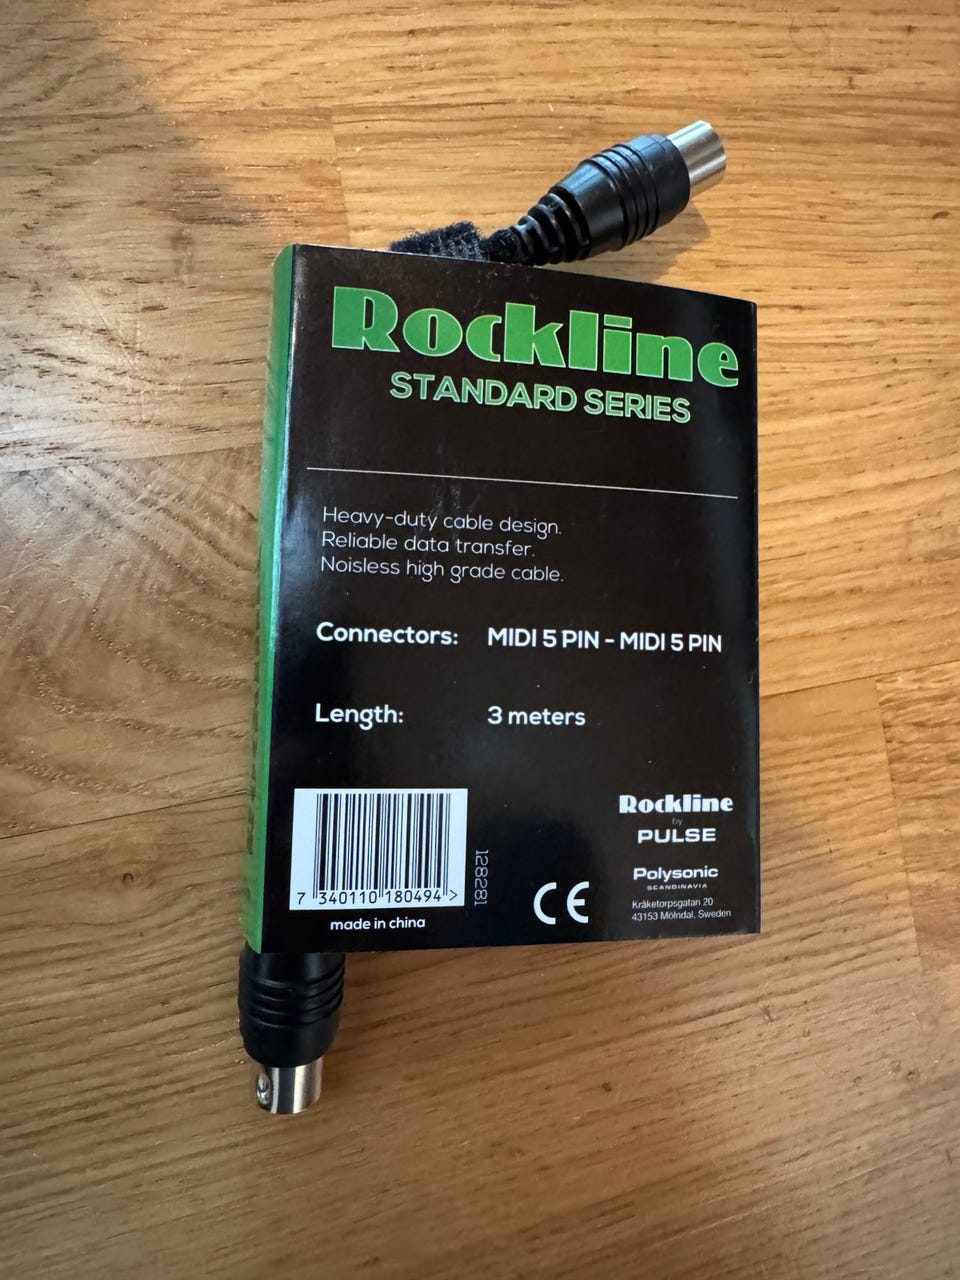 Rockline
STANDARD SERIES
Heavy-duty cable design.
Reliable data transfer.
Noisless high grade cable.
Connectors: MIDI 5 PIN - MIDI 5 PIN
Length: 3 meters
7 340110 180494 >
128281
made in china
CE
Rockline
by
PULSE
Polysonic
SCANDINAVIA
Kråketorpsgatan 20
43153 Mölndal, Sweden